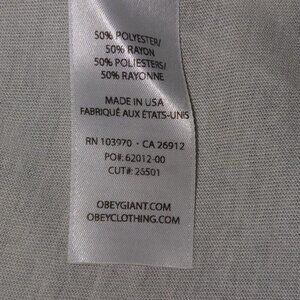 50% POLYESTER/
50% RAYON
50% POLIESTERS/
50% RAYONNE
MADE IN USA
FABRIQUÉ AUX ÉTATS-UNIS
RN 103970 · CA 26912
PO#: 62012-00
CUT#: 26501
OBEYGIANT.COM
OBEYCLOTHING.COM